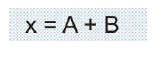 x = A + B